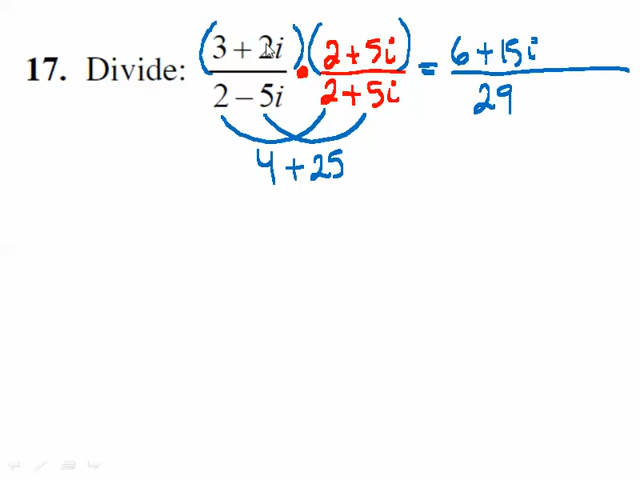 17. Divide: (3 + 2i)/(2 - 5i) • (2 + 5i)/(2 + 5i) = 6 + 15i/29
4 + 25